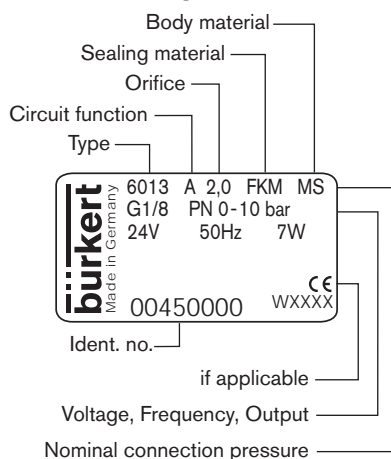 Body material
Sealing material
Orifice
Circuit function
Type
bürkert
Made in Germany
6013 A 2,0 FKM MS
G1/8 PN 0-10 bar
24V 50Hz 7W
CE
00450000 WXXXX
Ident. no.
if applicable
Voltage, Frequency, Output
Nominal connection pressure